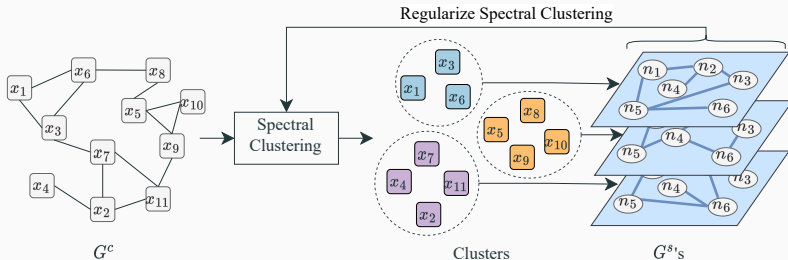 Regularize Spectral Clustering
x1
x6
x8
x3
x5
x10
x7
x9
x4
x2
x11
G^c
Spectral
Clustering
x3
x1
x6
x8
x5
x10
x9
x7
x4
x11
x2
Clusters
n1
n2
n3
n4
n5
n6
n3
n4
n5
n6
n3
n4
n5
n6
G^s's